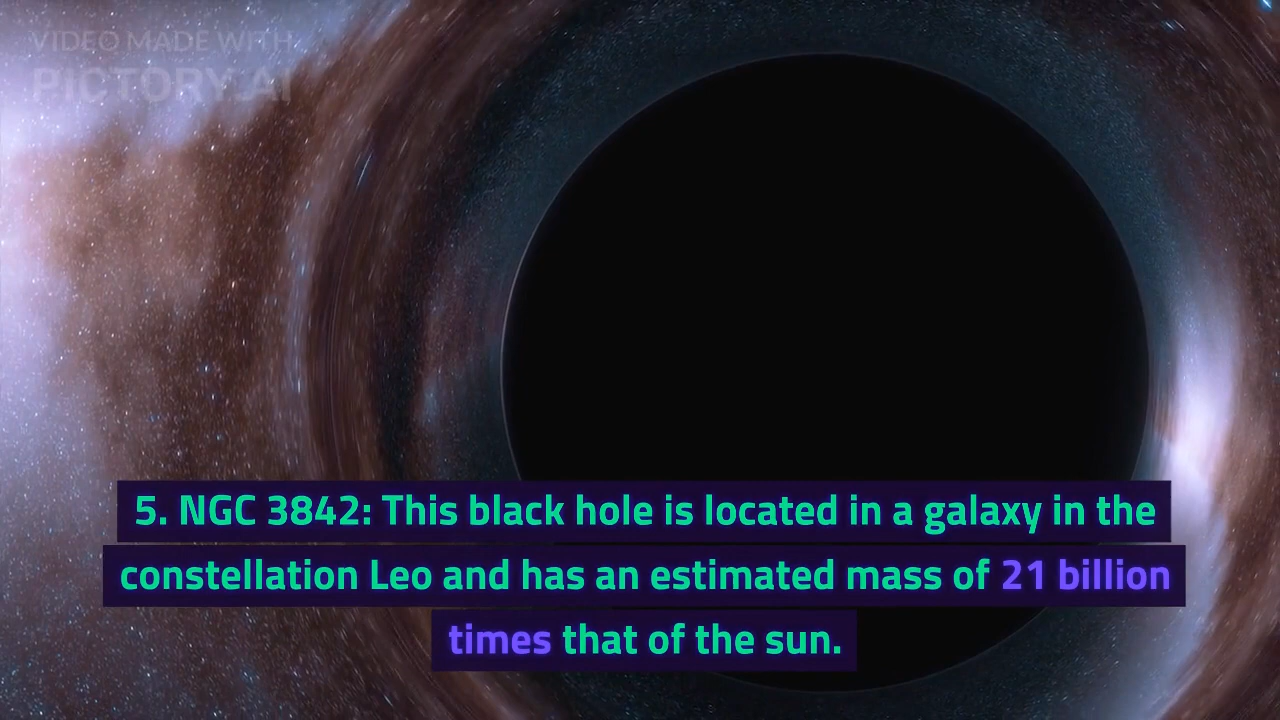 VIDEO MADE WITH
PICTORY.AI
5. NGC 3842: This black hole is located in a galaxy in the
constellation Leo and has an estimated mass of 21 billion
times that of the sun.